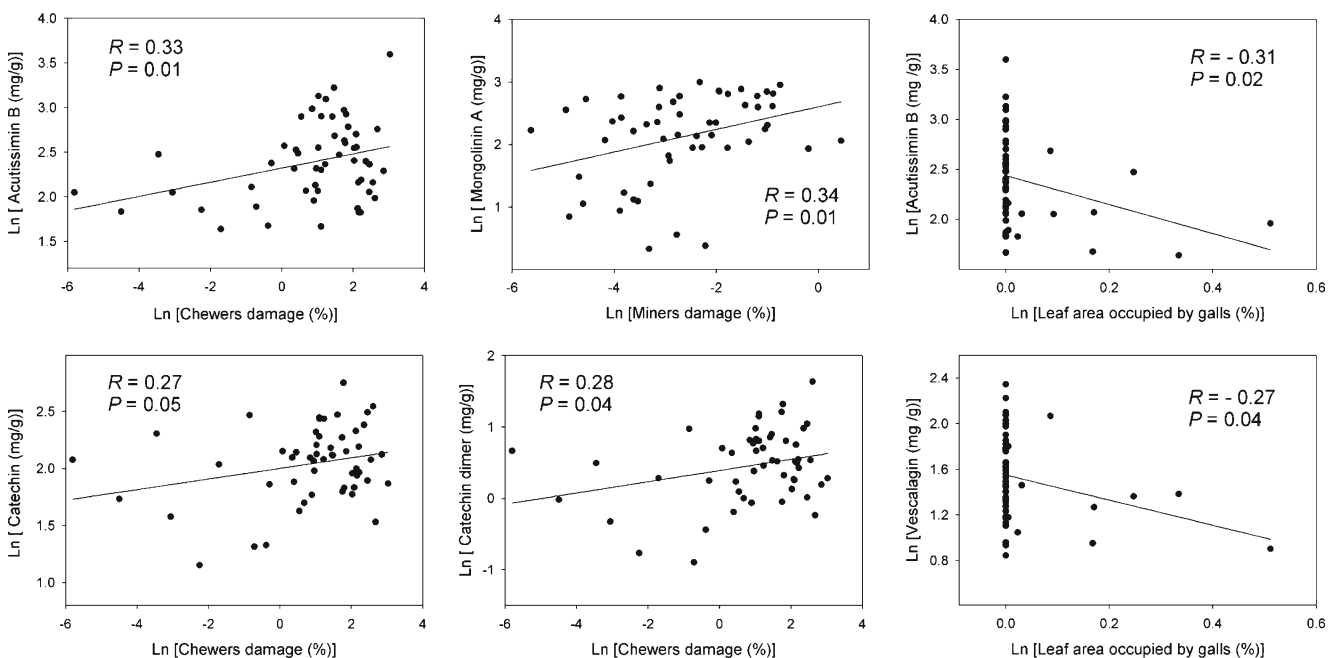 4.0
3.5
3.0
2.5
2.0
1.5
Ln [ Acutissimin B (mg/g)]
R = 0.33
P = 0.01
-6 -4 -2 0 2 4
Ln [Chewers damage (%)]
4
3
2
1
0
Ln [ Mongolinin A (mg/g)]
R = 0.34
P = 0.01
-6 -4 -2 0
Ln [Miners damage (%)]
4.0
3.5
3.0
2.5
2.0
Ln [Acutissimin B (mg /g)]
R = - 0.31
P = 0.02
0.0 0.2 0.4 0.6
Ln [Leaf area occupied by galls (%)]
2.5
2.0
1.5
1.0
Ln [ Catechin (mg/g)]
R = 0.27
P = 0.05
-6 -4 -2 0 2 4
Ln [Chewers damage (%)]
2
1
0
-1
Ln [ Catechin dimer (mg/g)]
R = 0.28
P = 0.04
-6 -4 -2 0 2 4
Ln [Chewers damage (%)]
2.4
2.0
1.6
1.2
0.8
Ln [Vescalagin (mg /g)]
R = - 0.27
P = 0.04
0.0 0.2 0.4 0.6
Ln [Leaf area occupied by galls (%)]